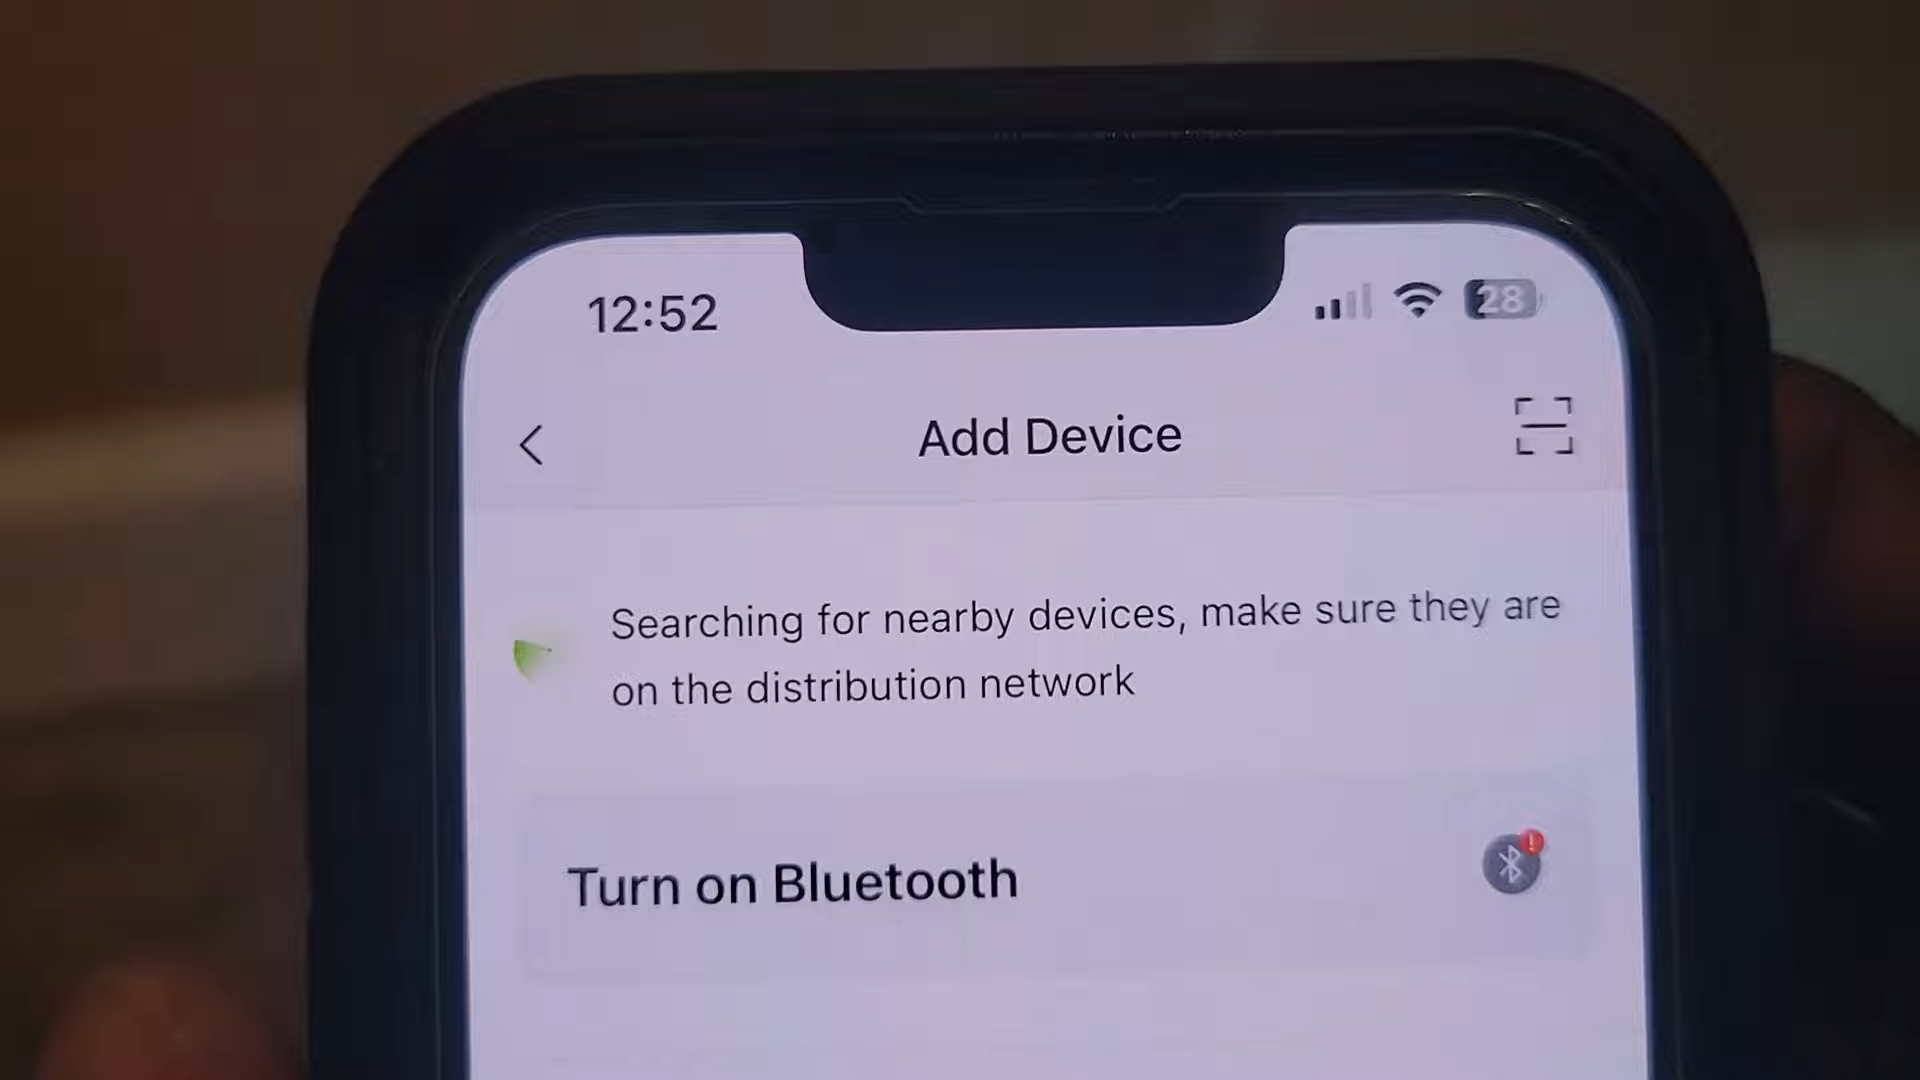 12:52
28
Add Device
Searching for nearby devices, make sure they are
on the distribution network
Turn on Bluetooth